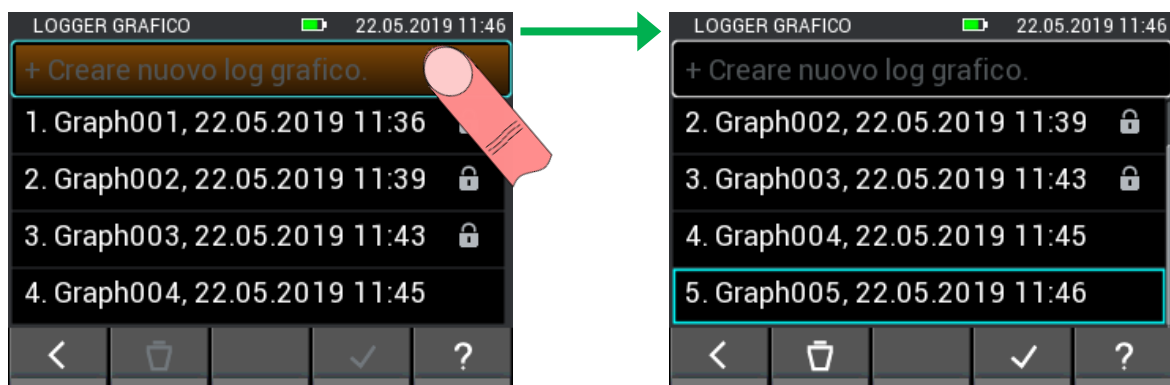 LOGGER GRAFICO 22.05.2019 11:46
+ Creare nuovo log grafico.
1. Graph001, 22.05.2019 11:36
2. Graph002, 22.05.2019 11:39
3. Graph003, 22.05.2019 11:43
4. Graph004, 22.05.2019 11:45
?
LOGGER GRAFICO 22.05.2019 11:46
+ Creare nuovo log grafico.
2. Graph002, 22.05.2019 11:39
3. Graph003, 22.05.2019 11:43
4. Graph004, 22.05.2019 11:45
5. Graph005, 22.05.2019 11:46
?